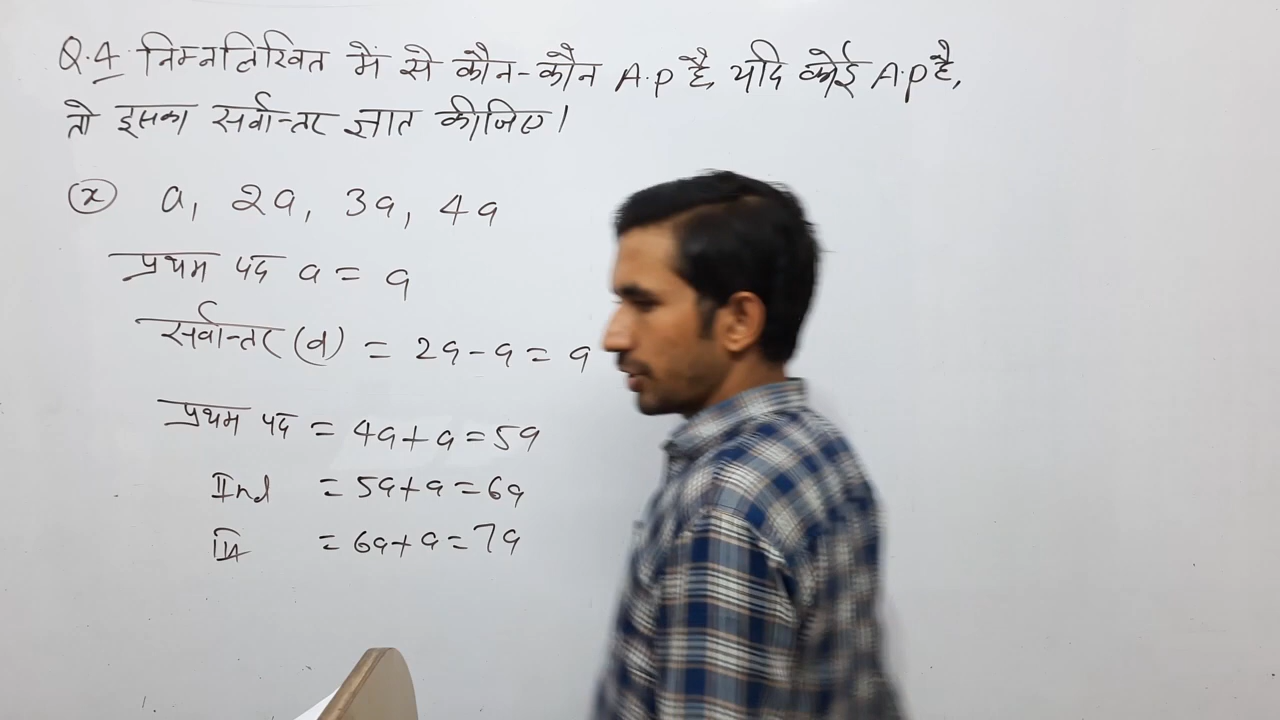 Q.4 निम्नलिखित में से कौन-कौन A.P है, यदि कोई A.P है,
तो इसका सर्वान्तर ज्ञात कीजिए।
(x) a, 2a, 3a, 4a
प्रथम पद a = a
सर्वान्तर (d) = 2a - a = a
प्रथम पद = 4a + a = 5a
IInd = 5a + a = 6a
III = 6a + a = 7a